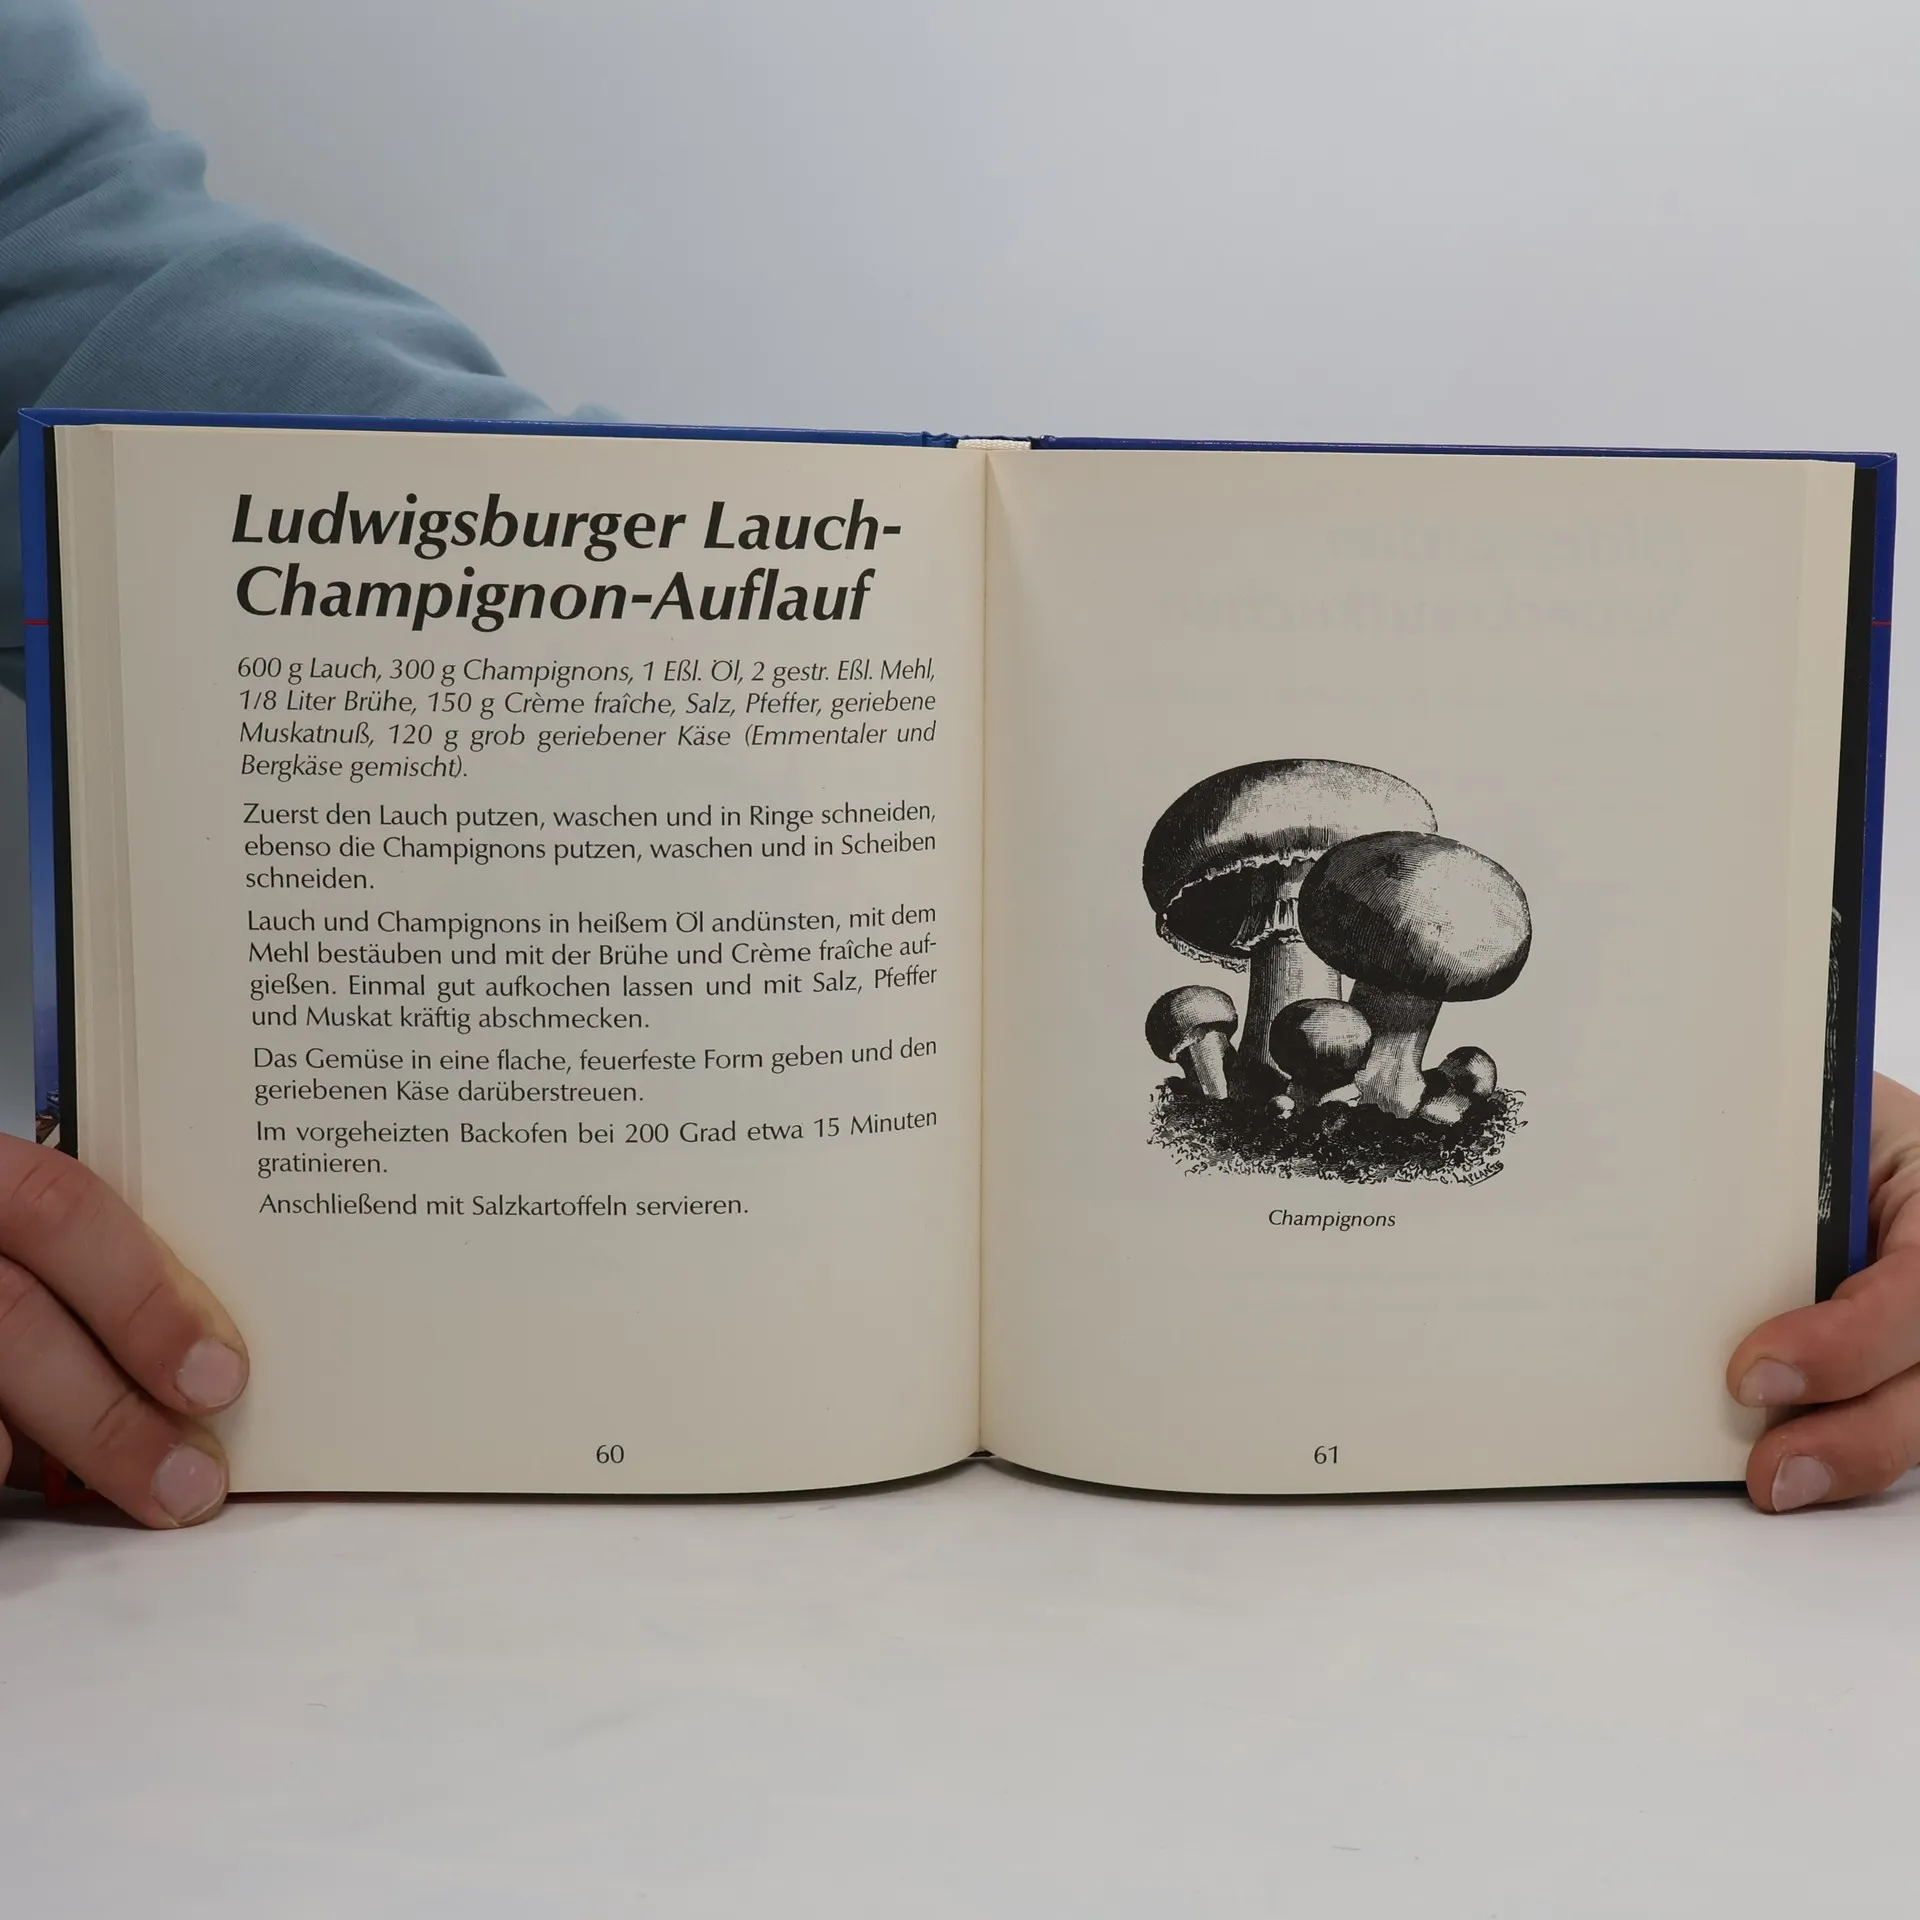 Ludwigsburger Lauch-
Champignon-Auflauf
600 g Lauch, 300 g Champignons, 1 Eßl. Öl, 2 gestr. Eßl. Mehl,
1/8 Liter Brühe, 150 g Crème fraîche, Salz, Pfeffer, geriebene
Muskatnuß, 120 g grob geriebener Käse (Emmentaler und
Bergkäse gemischt).
Zuerst den Lauch putzen, waschen und in Ringe schneiden,
ebenso die Champignons putzen, waschen und in Scheiben
schneiden.
Lauch und Champignons in heißem Öl andünsten, mit dem
Mehl bestäuben und mit der Brühe und Crème fraîche auf-
gießen. Einmal gut aufkochen lassen und mit Salz, Pfeffer
und Muskat kräftig abschmecken.
Das Gemüse in eine flache, feuerfeste Form geben und den
geriebenen Käse darüberstreuen.
Im vorgeheizten Backofen bei 200 Grad etwa 15 Minuten
gratinieren.
Anschließend mit Salzkartoffeln servieren.
60
Champignons
61